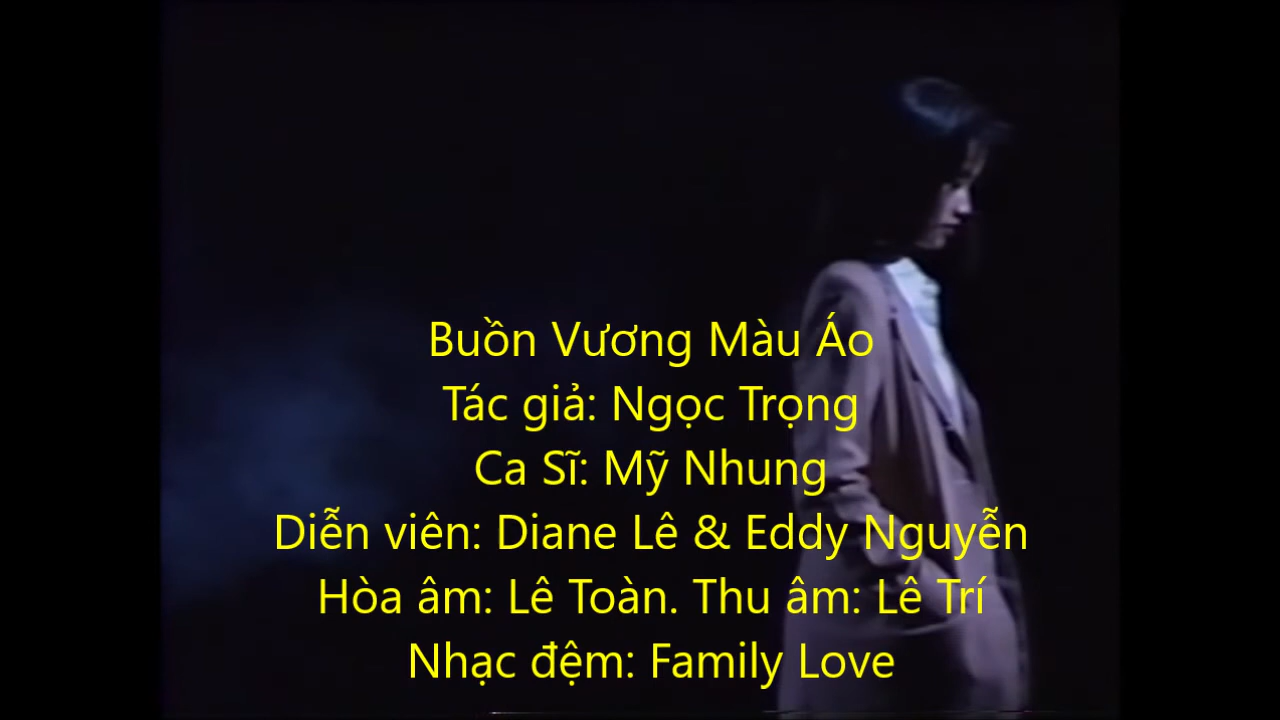 Buồn Vương Màu Áo
Tác giả: Ngọc Trọng
Ca Sĩ: Mỹ Nhung
Diễn viên: Diane Lê & Eddy Nguyễn
Hòa âm: Lê Toàn. Thu âm: Lê Trí
Nhạc đệm: Family Love